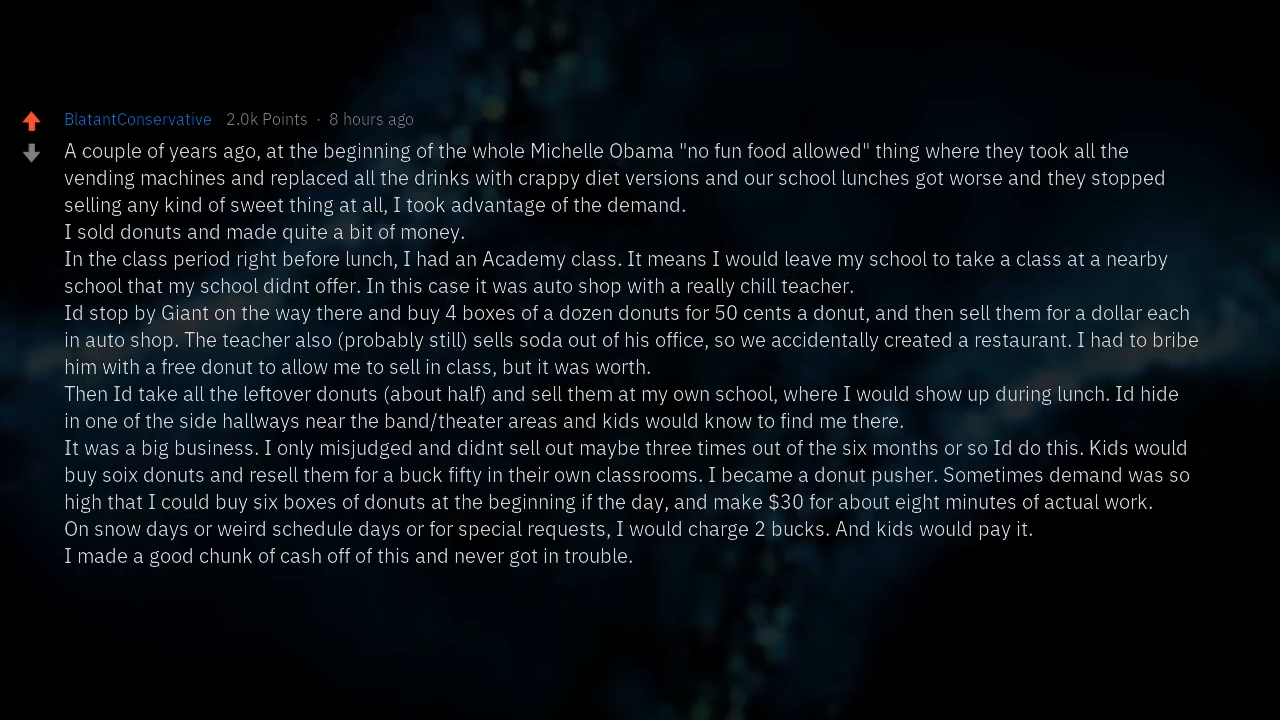 BlatantConservative 2.0k Points · 8 hours ago
A couple of years ago, at the beginning of the whole Michelle Obama "no fun food allowed" thing where they took all the
vending machines and replaced all the drinks with crappy diet versions and our school lunches got worse and they stopped
selling any kind of sweet thing at all, I took advantage of the demand.
I sold donuts and made quite a bit of money.
In the class period right before lunch, I had an Academy class. It means I would leave my school to take a class at a nearby
school that my school didnt offer. In this case it was auto shop with a really chill teacher.
Id stop by Giant on the way there and buy 4 boxes of a dozen donuts for 50 cents a donut, and then sell them for a dollar each
in auto shop. The teacher also (probably still) sells soda out of his office, so we accidentally created a restaurant. I had to bribe
him with a free donut to allow me to sell in class, but it was worth.
Then Id take all the leftover donuts (about half) and sell them at my own school, where I would show up during lunch. Id hide
in one of the side hallways near the band/theater areas and kids would know to find me there.
It was a big business. I only misjudged and didnt sell out maybe three times out of the six months or so Id do this. Kids would
buy soix donuts and resell them for a buck fifty in their own classrooms. I became a donut pusher. Sometimes demand was so
high that I could buy six boxes of donuts at the beginning if the day, and make $30 for about eight minutes of actual work.
On snow days or weird schedule days or for special requests, I would charge 2 bucks. And kids would pay it.
I made a good chunk of cash off of this and never got in trouble.